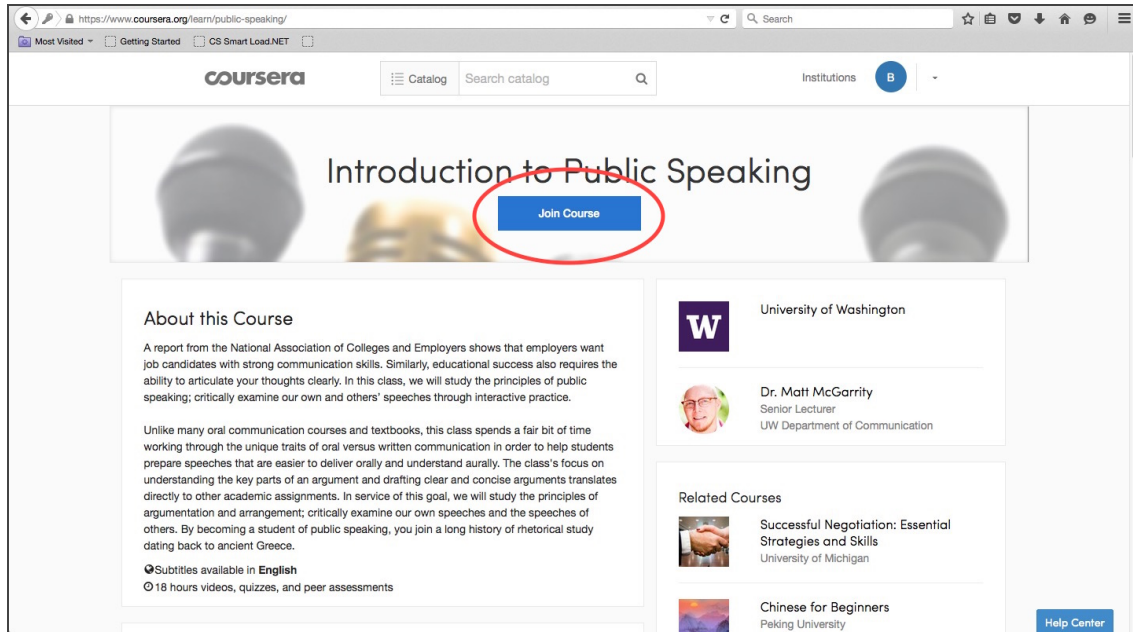 https://www.coursera.org/learn/public-speaking/
Search
Most Visited
Getting Started
CS Smart Load.NET
coursera
Catalog
Search catalog
Institutions
B
Introduction to Public Speaking
Join Course
About this Course
A report from the National Association of Colleges and Employers shows that employers want
job candidates with strong communication skills. Similarly, educational success also requires the
ability to articulate your thoughts clearly. In this class, we will study the principles of public
speaking; critically examine our own and others' speeches through interactive practice.
Unlike many oral communication courses and textbooks, this class spends a fair bit of time
working through the unique traits of oral versus written communication in order to help students
prepare speeches that are easier to deliver orally and understand aurally. The class's focus on
understanding the key parts of an argument and drafting clear and concise arguments translates
directly to other academic assignments. In service of this goal, we will study the principles of
argumentation and arrangement; critically examine our own speeches and the speeches of
others. By becoming a student of public speaking, you join a long history of rhetorical study
dating back to ancient Greece.
Subtitles available in English
18 hours videos, quizzes, and peer assessments
W
University of Washington
Dr. Matt McGarrity
Senior Lecturer
UW Department of Communication
Related Courses
Successful Negotiation: Essential
Strategies and Skills
University of Michigan
Chinese for Beginners
Peking University
Help Center